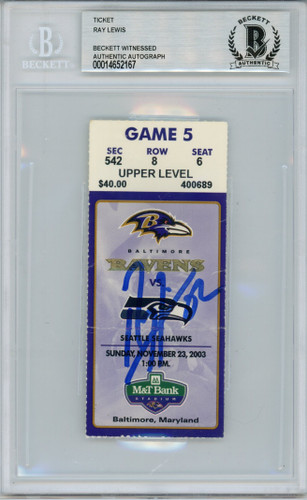 TICKET
RAY LEWIS
BECKETT WITNESSED
AUTHENTIC AUTOGRAPH
00014652167
BECKETT
BECKETT
AUTHENTIC
GAME 5
SEC ROW SEAT
542 8 6
UPPER LEVEL
$40.00 400689
BALTIMORE
RAVENS
VS.
SEATTLE SEAHAWKS
SUNDAY, NOVEMBER 23, 2003
1:00 P.M.
M&T Bank
STADIUM
Baltimore, Maryland